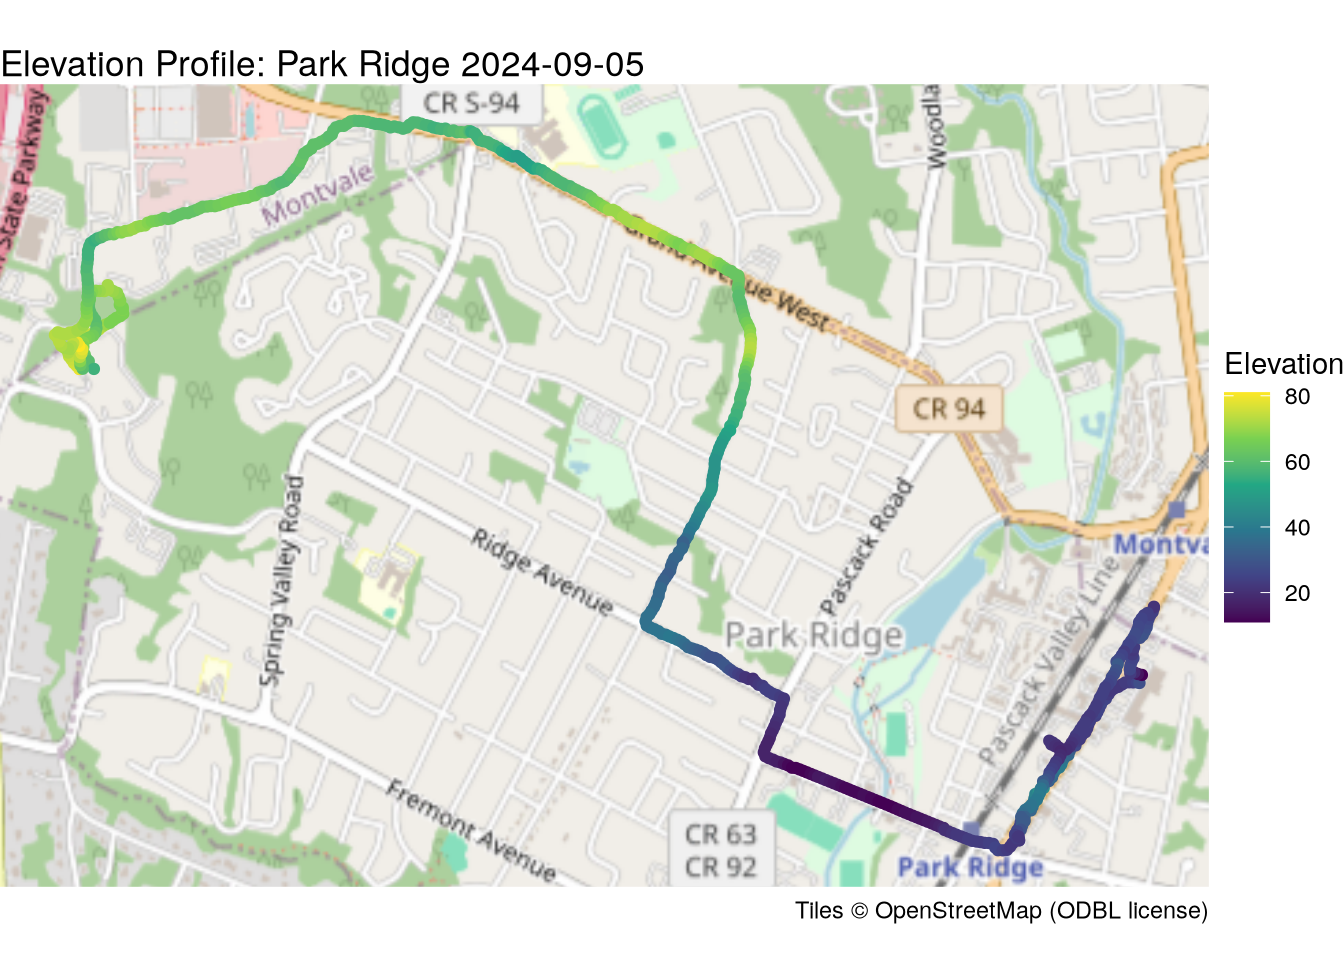 Elevation Profile: Park Ridge 2024-09-05
CR S-94
State Parkway
Woodla
Montvale
Grand Avenue West
Elevation
80
60
40
20
CR 94
Pascack Road
Ridge Avenue
Spring Valley Road
Montva
Pascack Valley Line
Park Ridge
Fremont Avenue
CR 63
CR 92
Park Ridge
Tiles © OpenStreetMap (ODBL license)